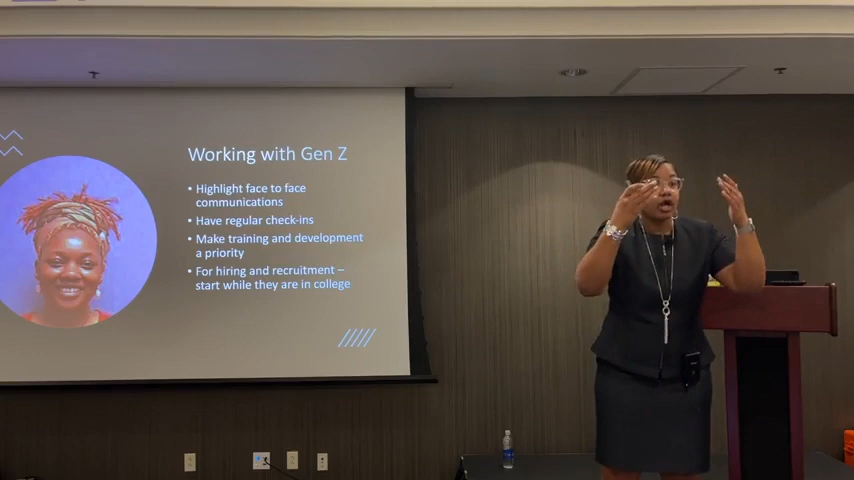 Working with Gen Z
• Highlight face to face
communications
• Have regular check-ins
• Make training and development
a priority
• For hiring and recruitment –
start while they are in college